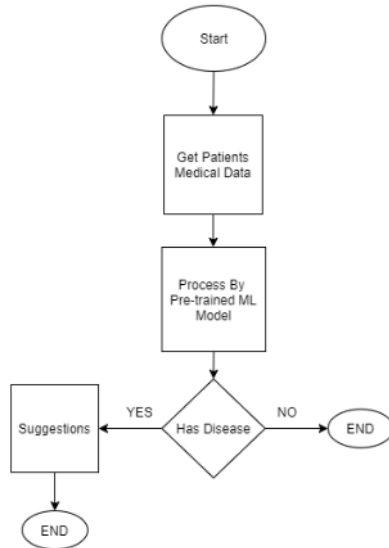 Start
Get Patients
Medical Data
Process By
Pre-trained ML
Model
YES
NO
Suggestions
Has Disease
END
END